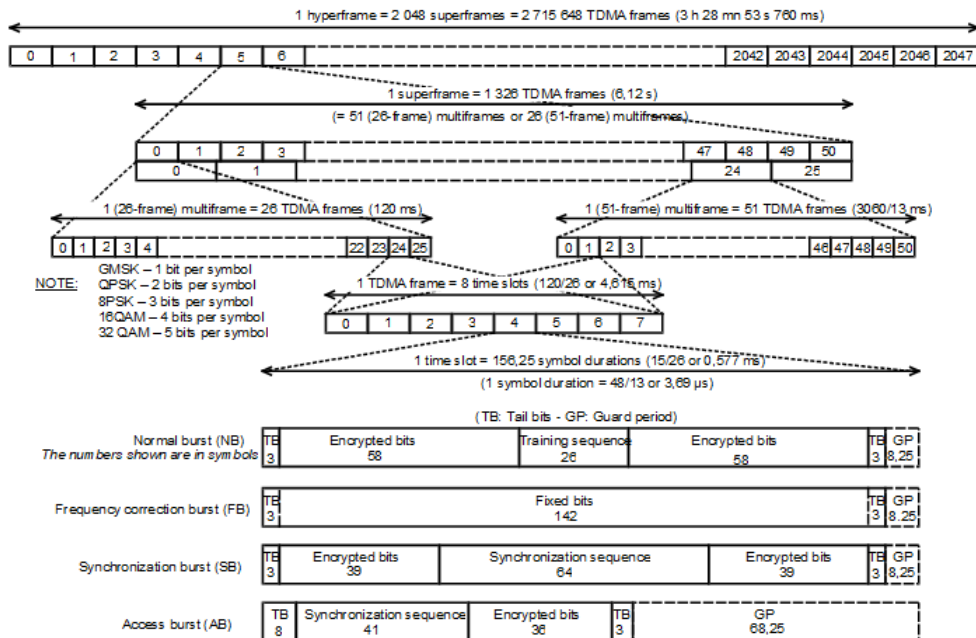 1 hyperframe = 2 048 superframes = 2 715 648 TDMA frames (3 h 28 mn 53 s 760 ms)
0 1 2 3 4 5 6 2042 2043 2044 2045 2046 2047
1 superframe = 1 326 TDMA frames (6,12 s)
(= 51 (26-frame) multiframes or 26 (51-frame) multiframes)
0 1 2 3 47 48 49 50
0 1 24 25
1 (26-frame) multiframe = 26 TDMA frames (120 ms)
1 (51-frame) multiframe = 51 TDMA frames (3060/13 ms)
0 1 2 3 4 22 23 24 25
0 1 2 3 46 47 48 49 50
NOTE:
GMSK – 1 bit per symbol
QPSK – 2 bits per symbol
8PSK – 3 bits per symbol
16QAM – 4 bits per symbol
32 QAM – 5 bits per symbol
1 TDMA frame = 8 time slots (120/26 or 4,615 ms)
0 1 2 3 4 5 6 7
1 time slot = 156,25 symbol durations (15/26 or 0,577 ms)
(1 symbol duration = 48/13 or 3,69 µs)
(TB: Tail bits - GP: Guard period)
Normal burst (NB)
The numbers shown are in symbols
TB Encrypted bits Training sequence Encrypted bits TB GP
3 58 26 58 3 8,25
Frequency correction burst (FB)
TB Fixed bits TB GP
3 142 3 8.25
Synchronization burst (SB)
TB Encrypted bits Synchronization sequence Encrypted bits TB GP
3 39 64 39 3 8,25
Access burst (AB)
TB Synchronization sequence Encrypted bits TB GP
8 41 36 3 68,25